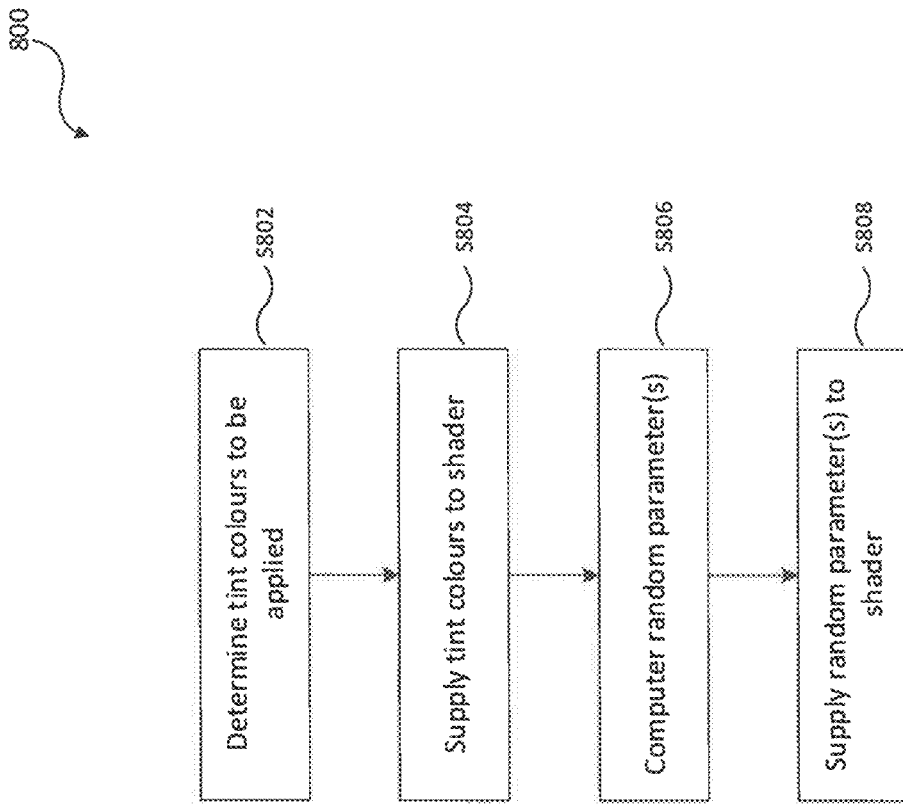 800
Determine tint colours to be
applied
S802
Supply tint colours to shader
S804
Computer random parameter(s)
S806
Supply random parameter(s) to
shader
S808